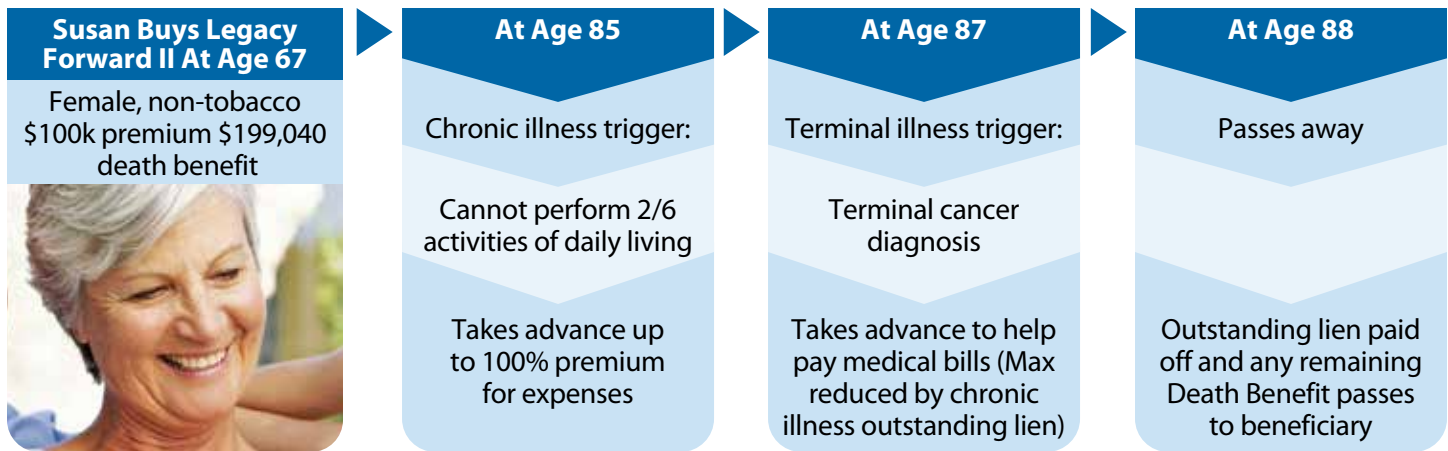 Susan Buys Legacy
Forward II At Age 67
Female, non-tobacco
$100k premium $199,040
death benefit
At Age 85
Chronic illness trigger:
Cannot perform 2/6
activities of daily living
Takes advance up
to 100% premium
for expenses
At Age 87
Terminal illness trigger:
Terminal cancer
diagnosis
Takes advance to help
pay medical bills (Max
reduced by chronic
illness outstanding lien)
At Age 88
Passes away
Outstanding lien paid
off and any remaining
Death Benefit passes
to beneficiary